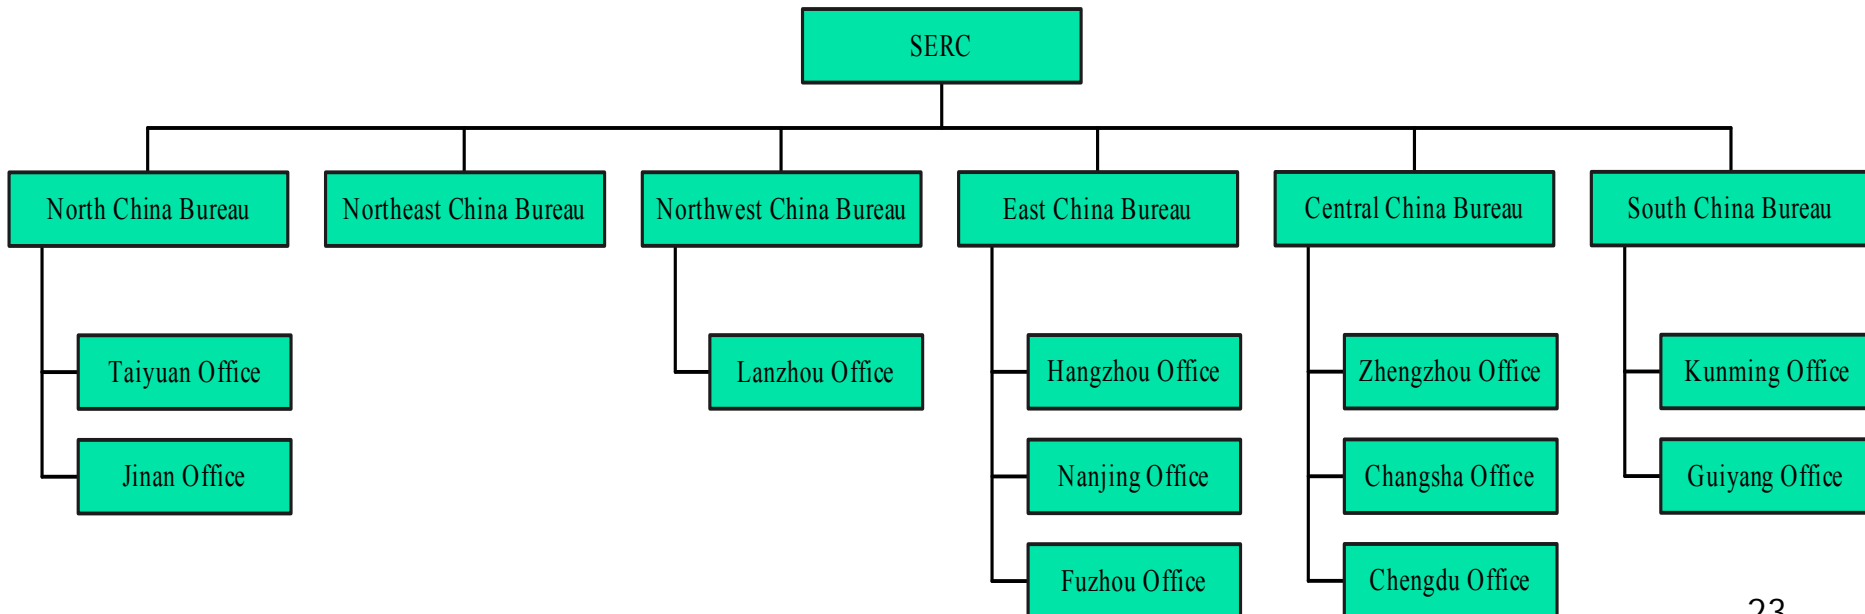 SERC
North China Bureau
Northeast China Bureau
Northwest China Bureau
East China Bureau
Central China Bureau
South China Bureau
Taiyuan Office
Lanzhou Office
Hangzhou Office
Zhengzhou Office
Kunming Office
Jinan Office
Nanjing Office
Changsha Office
Guiyang Office
Fuzhou Office
Chengdu Office
23